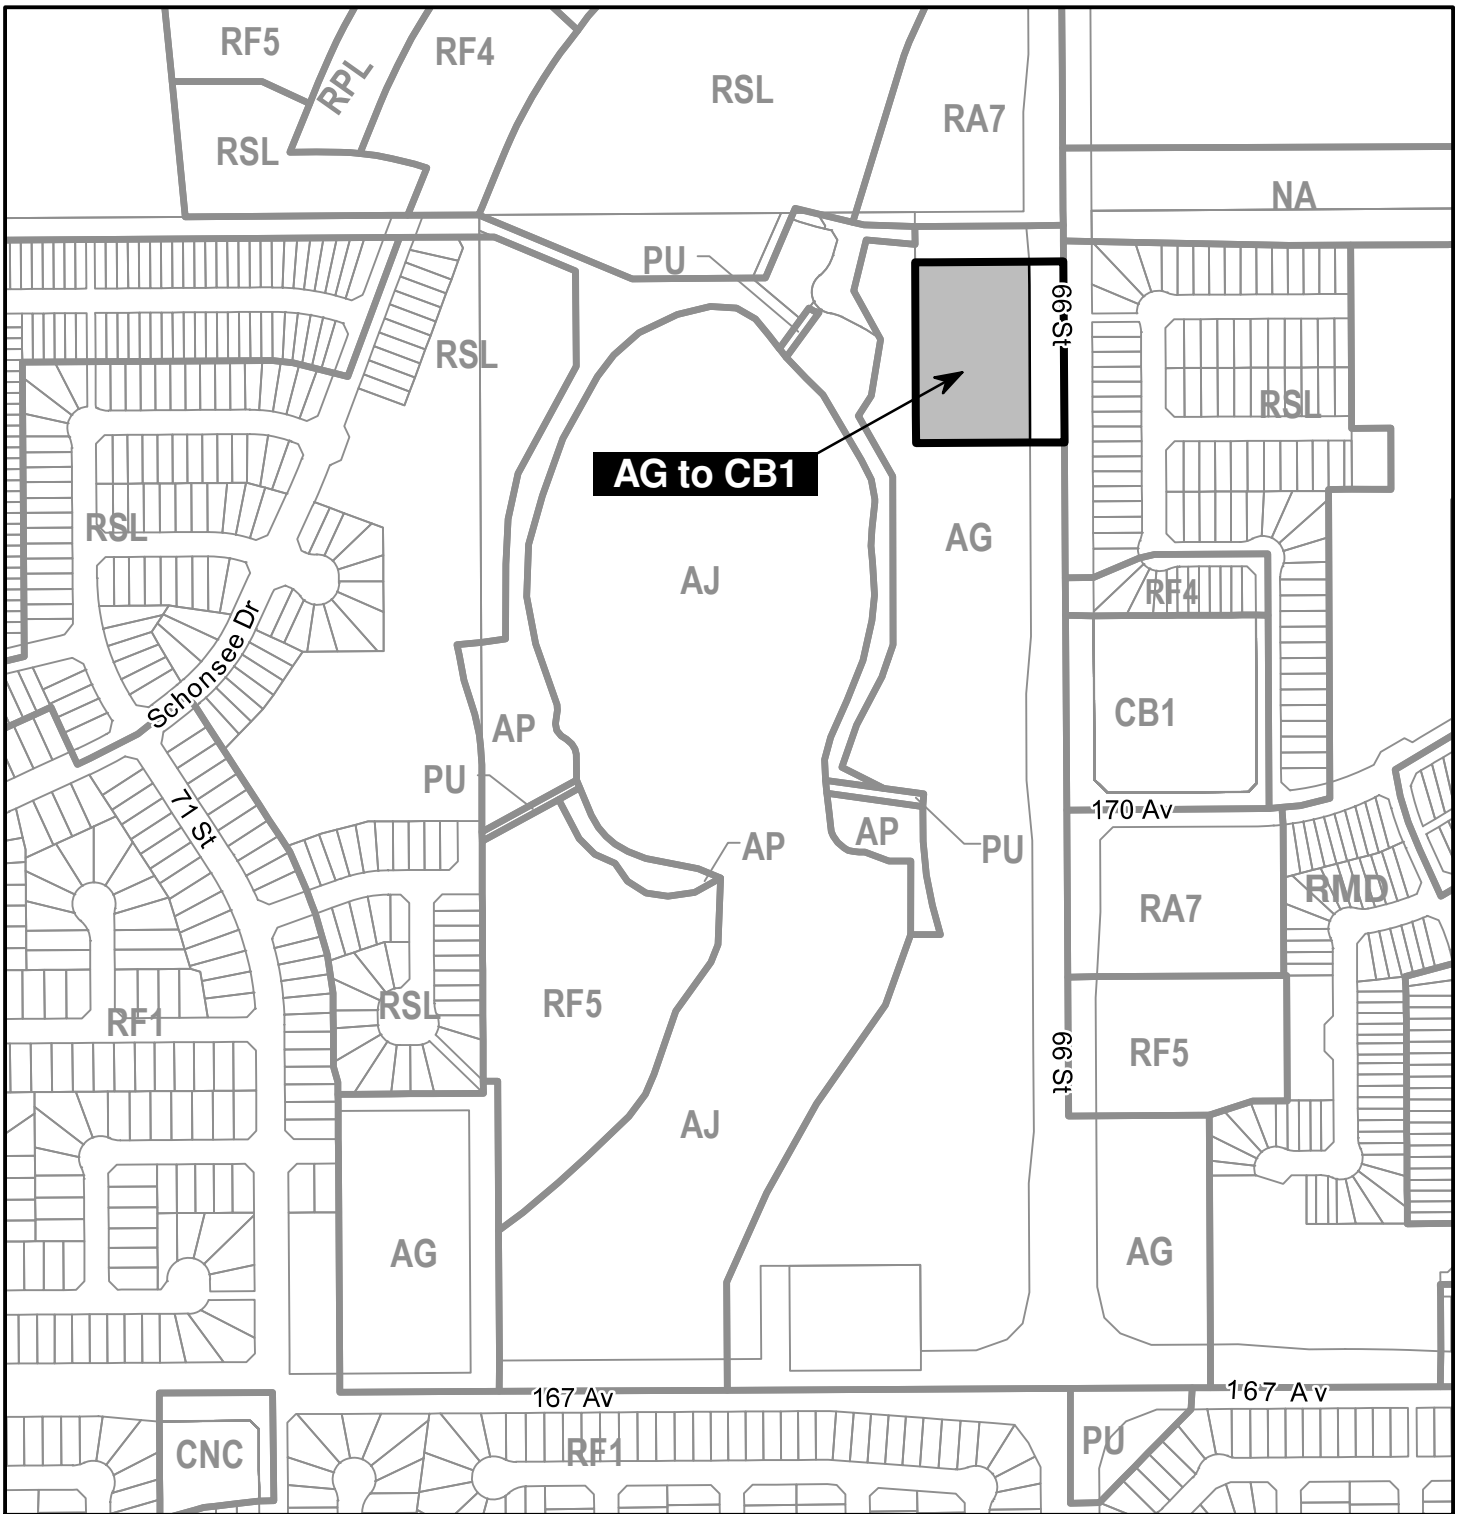 RF5
RPL
RF4
RSL
RA7
RSL
NA
PU
66 St
RSL
RSL
AG to CB1
RSL
AG
AJ
RF4
Schonsee Dr
CB1
AP
PU
71 St
170 Av
AP
AP
PU
RMD
RA7
RSL
RF5
RF1
RF5
66 St
AJ
AG
AG
167 Av
167 Av
CNC
RF1
PU